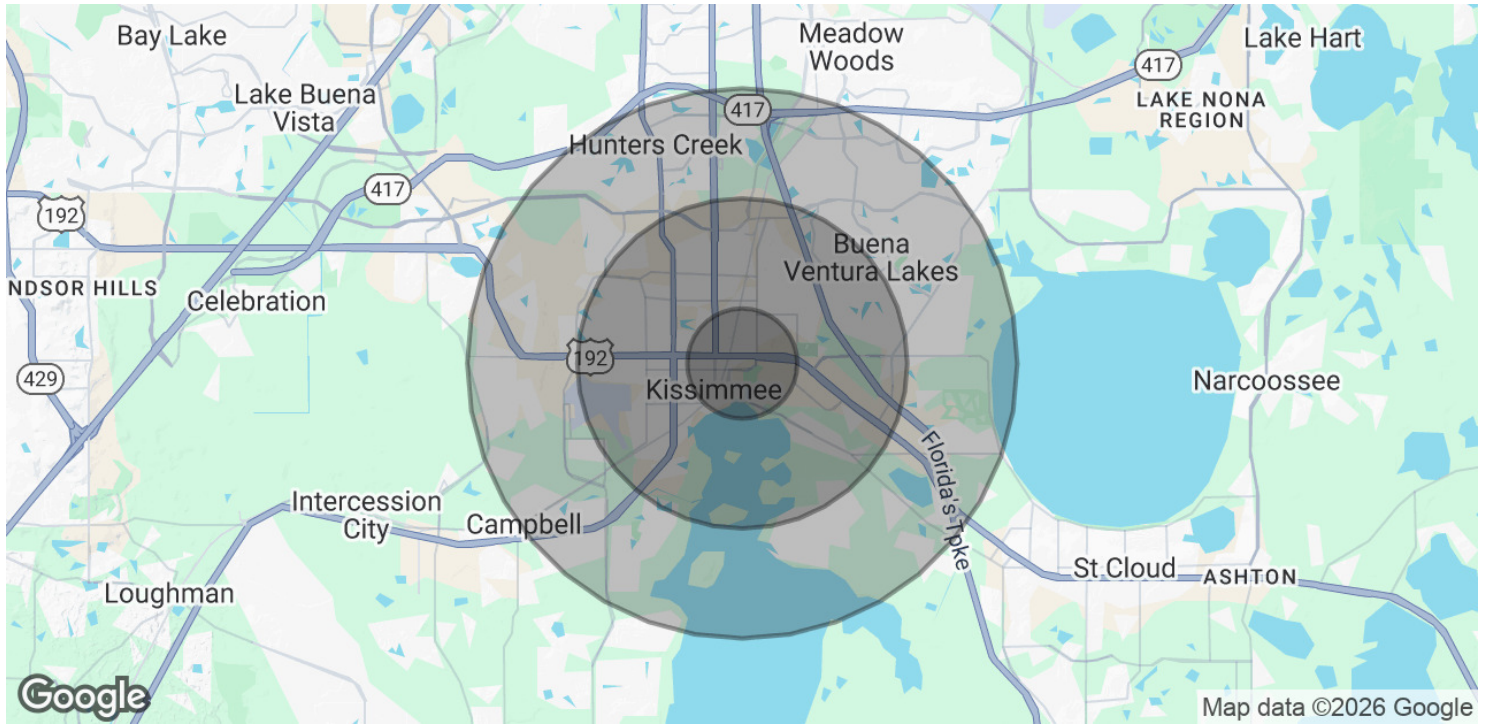 Bay Lake
Meadow
Woods
Lake Hart
417
Lake Buena
Vista
417
LAKE NONA
REGION
Hunters Creek
417
192
Buena
Ventura Lakes
NDSOR HILLS
Celebration
192
429
Kissimmee
Narcoossee
Florida's Tpke
Intercession
City
Campbell
St Cloud
ASHTON
Loughman
Google
Map data ©2026 Google